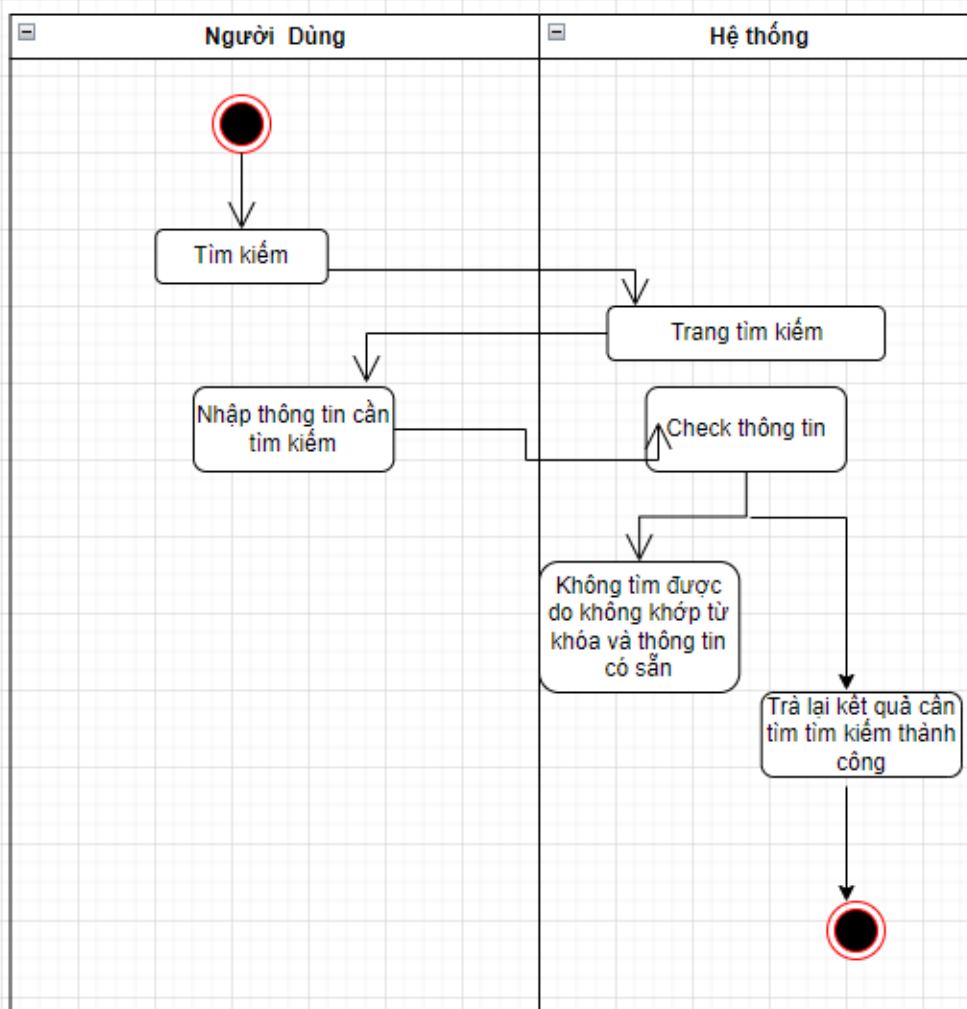 Người Dùng
Hệ thống
Tìm kiếm
Trang tìm kiếm
Nhập thông tin cần
tìm kiếm
Check thông tin
Không tìm được
do không khớp từ
khóa và thông tin
có sẵn
Trả lại kết quả cần
tìm tìm kiếm thành
công